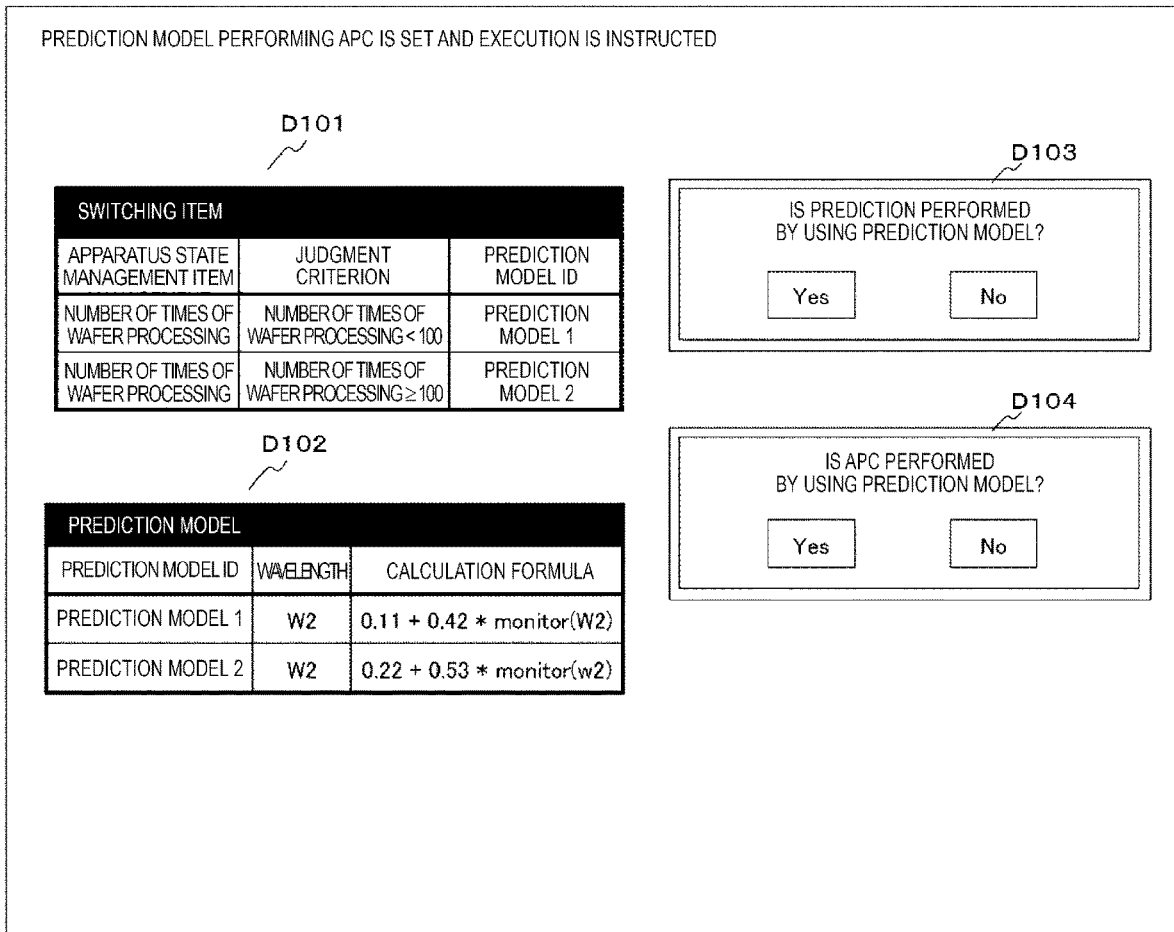 PREDICTION MODEL PERFORMING APC IS SET AND EXECUTION IS INSTRUCTED
D101
SWITCHING ITEM
APPARATUS STATE
MANAGEMENT ITEM
JUDGMENT
CRITERION
PREDICTION
MODEL ID
NUMBER OF TIMES OF
WAFER PROCESSING
NUMBER OF TIMES OF
WAFER PROCESSING < 100
PREDICTION
MODEL 1
NUMBER OF TIMES OF
WAFER PROCESSING
NUMBER OF TIMES OF
WAFER PROCESSING ≥ 100
PREDICTION
MODEL 2
D102
PREDICTION MODEL
PREDICTION MODEL ID
WAVELENGTH
CALCULATION FORMULA
PREDICTION MODEL 1
W2
0.11 + 0.42 * monitor(W2)
PREDICTION MODEL 2
W2
0.22 + 0.53 * monitor(w2)
D103
IS PREDICTION PERFORMED
BY USING PREDICTION MODEL?
Yes
No
D104
IS APC PERFORMED
BY USING PREDICTION MODEL?
Yes
No